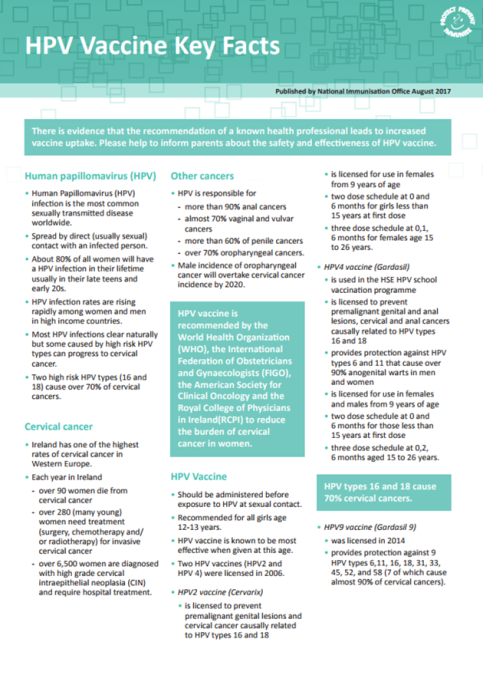 HPV Vaccine Key Facts
PROJECT PREVENT
IMMUNISE
Published by National Immunisation Office August 2017
There is evidence that the recommendation of a known health professional leads to increased
vaccine uptake. Please help to inform parents about the safety and effectiveness of HPV vaccine.
Human papillomavirus (HPV)
• Human Papillomavirus (HPV)
infection is the most common
sexually transmitted disease
worldwide.
• Spread by direct (usually sexual)
contact with an infected person.
• About 80% of all women will have
a HPV infection in their lifetime
usually in their late teens and
early 20s.
• HPV infection rates are rising
rapidly among women and men
in high income countries.
• Most HPV infections clear naturally
but some caused by high risk HPV
types can progress to cervical
cancer.
• Two high risk HPV types (16 and
18) cause over 70% of cervical
cancers.
Cervical cancer
• Ireland has one of the highest
rates of cervical cancer in
Western Europe.
• Each year in Ireland
- over 90 women die from
cervical cancer
- over 280 (many young)
women need treatment
(surgery, chemotherapy and/
or radiotherapy) for invasive
cervical cancer
- over 6,500 women are diagnosed
with high grade cervical
intraepithelial neoplasia (CIN)
and require hospital treatment.
Other cancers
• HPV is responsible for
- more than 90% anal cancers
- almost 70% vaginal and vulvar
cancers
- more than 60% of penile cancers
- over 70% oropharyngeal cancers.
• Male incidence of oropharyngeal
cancer will overtake cervical cancer
incidence by 2020.
HPV vaccine is
recommended by the
World Health Organization
(WHO), the International
Federation of Obstetricians
and Gynaecologists (FIGO),
the American Society for
Clinical Oncology and the
Royal College of Physicians
in Ireland(RCPI) to reduce
the burden of cervical
cancer in women.
HPV Vaccine
• Should be administered before
exposure to HPV at sexual contact.
• Recommended for all girls age
12-13 years.
• HPV vaccine is known to be most
effective when given at this age.
• Two HPV vaccines (HPV2 and
HPV 4) were licensed in 2006.
• HPV2 vaccine (Cervarix)
• is licensed to prevent
premalignant genital lesions and
cervical cancer causally related
to HPV types 16 and 18
• is licensed for use in females
from 9 years of age
• two dose schedule at 0 and
6 months for girls less than
15 years at first dose
• three dose schedule at 0,1,
6 months for females age 15
to 26 years.
• HPV4 vaccine (Gardasil)
• is used in the HSE HPV school
vaccination programme
• is licensed to prevent
premalignant genital and anal
lesions, cervical and anal cancers
causally related to HPV types
16 and 18
• provides protection against HPV
types 6 and 11 that cause over
90% anogenital warts in men
and women
• is licensed for use in females
and males from 9 years of age
• two dose schedule at 0 and
6 months for those less than
15 years at first dose
• three dose schedule at 0,2,
6 months aged 15 to 26 years.
HPV types 16 and 18 cause
70% cervical cancers.
• HPV9 vaccine (Gardasil 9)
• was licensed in 2014
• provides protection against 9
HPV types 6,11, 16, 18, 31, 33,
45, 52, and 58 (7 of which cause
almost 90% of cervical cancers).